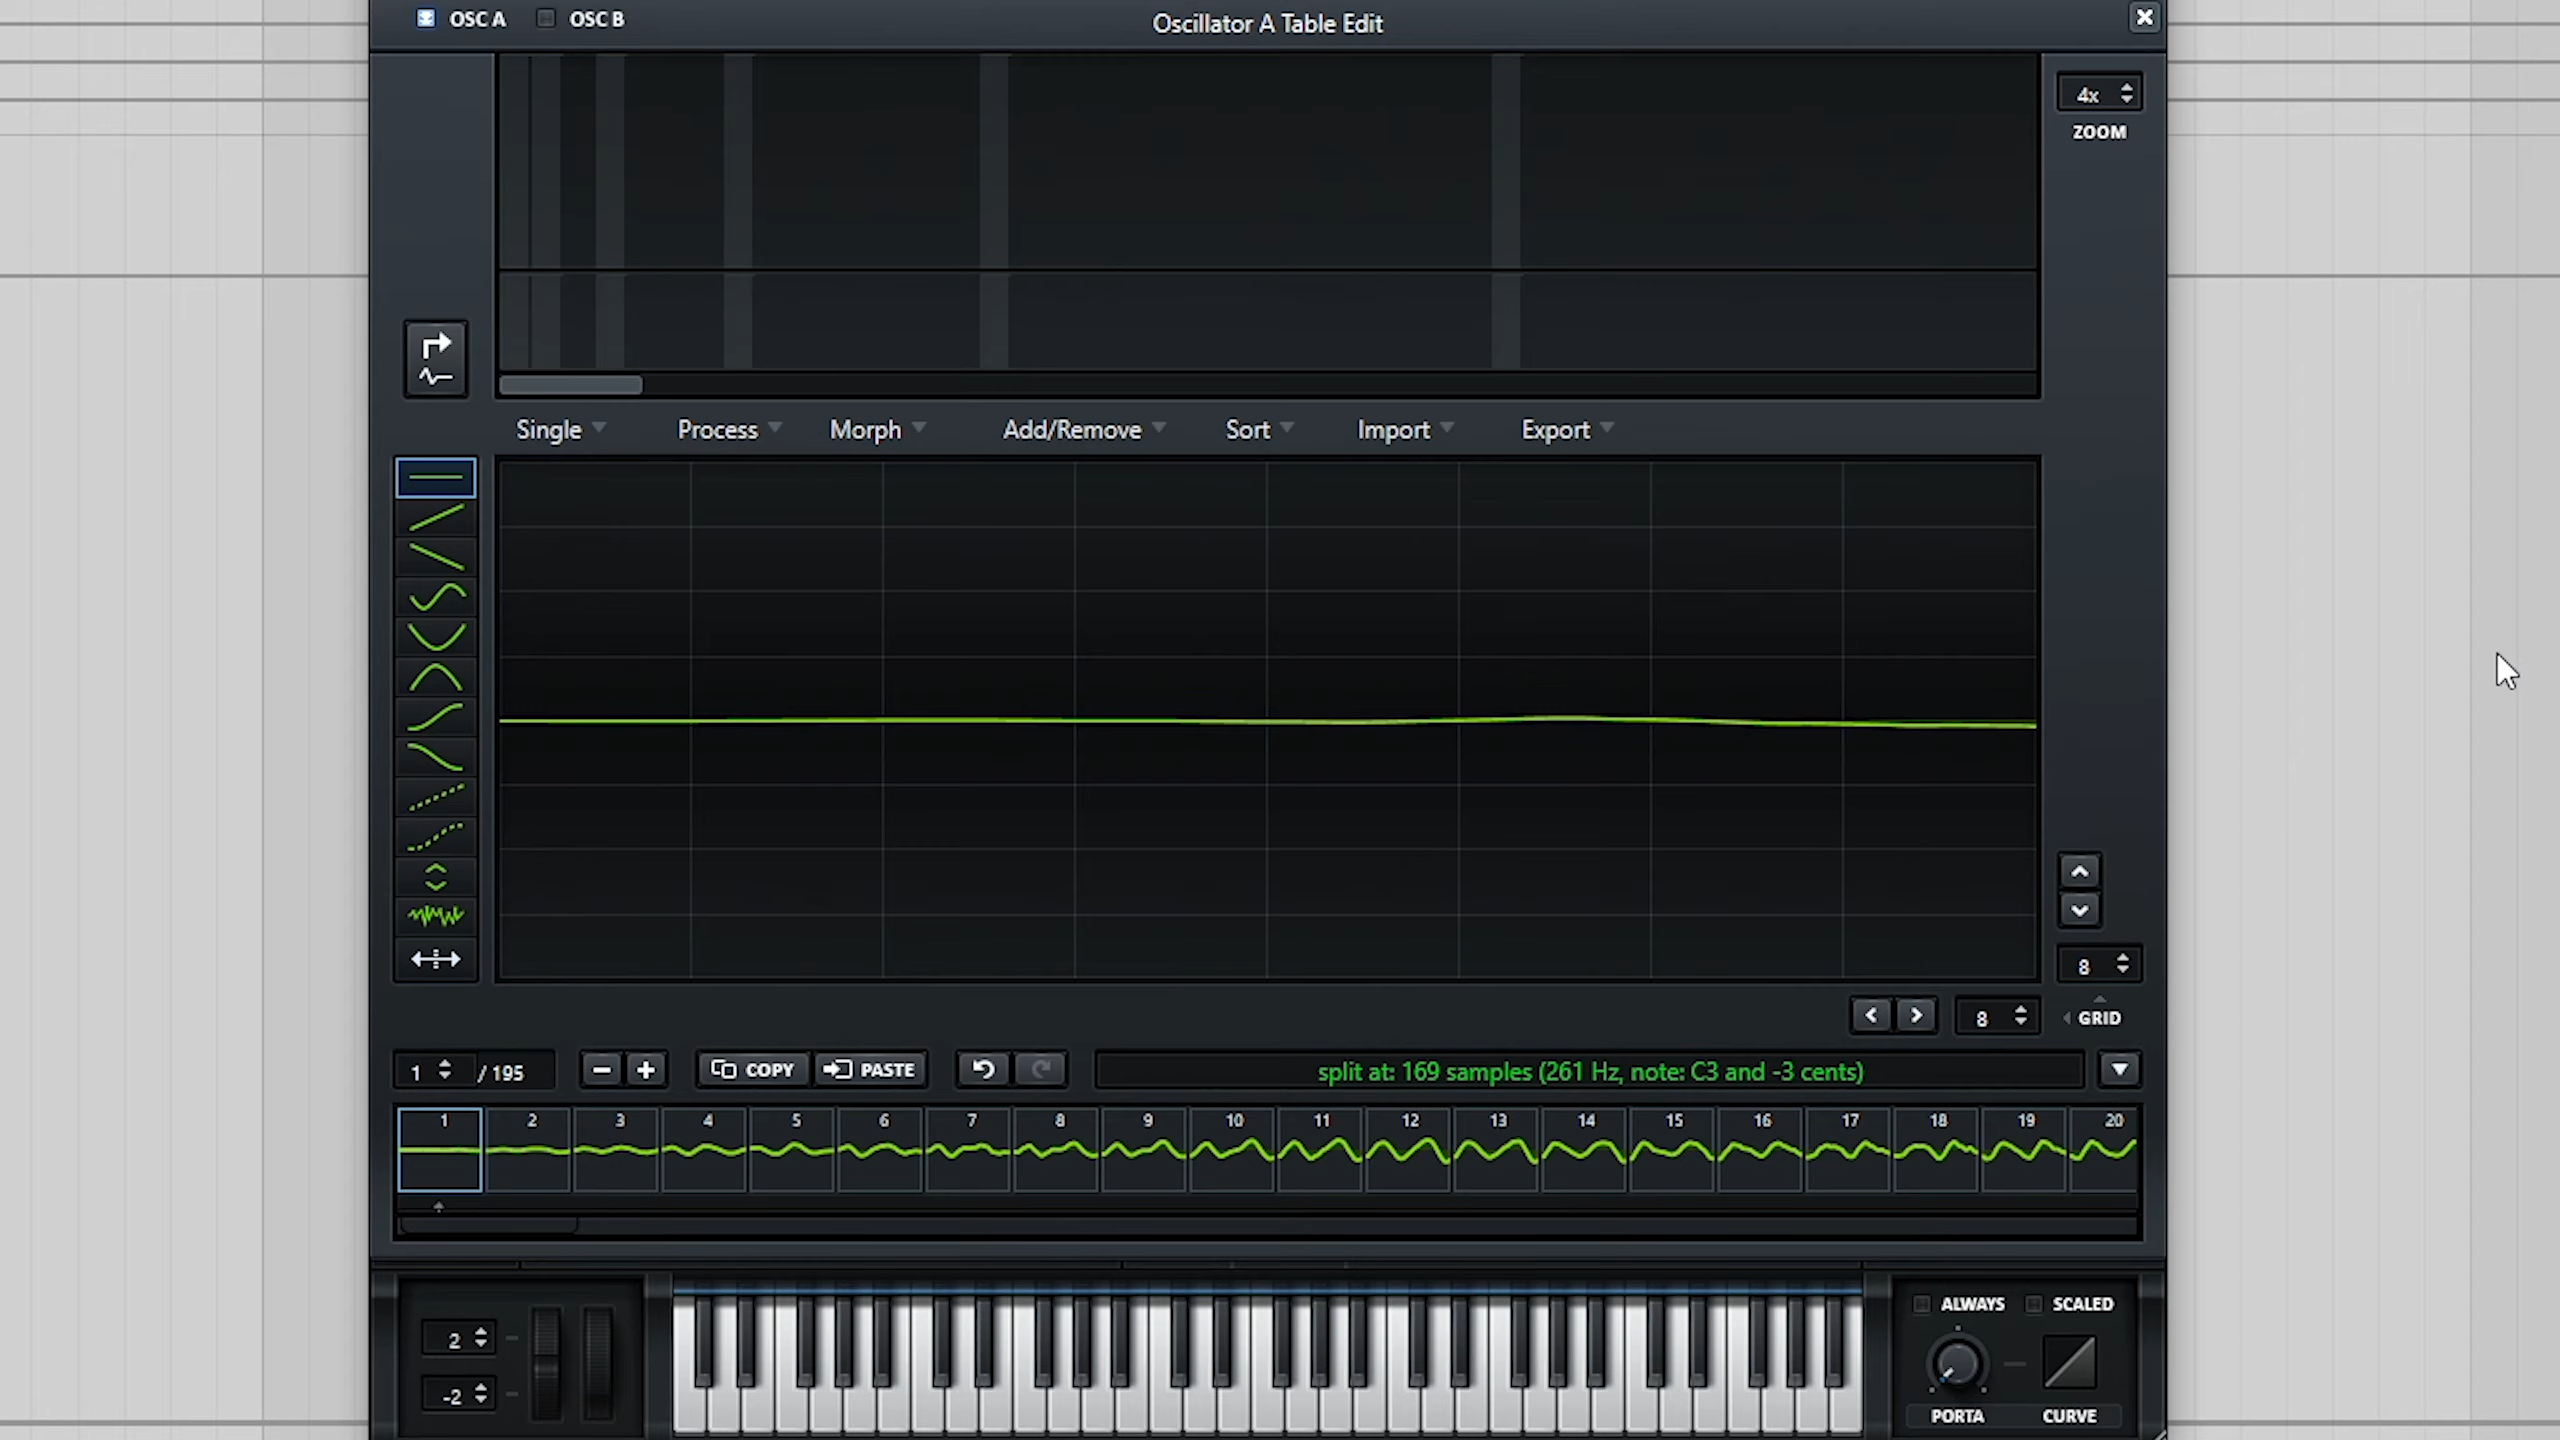 OSC A OSC B Oscillator A Table Edit
4x
ZOOM
Single Process Morph Add/Remove Sort Import Export
8
8 GRID
1 / 195 COPY PASTE split at: 169 samples (261 Hz, note: C3 and -3 cents)
1 2 3 4 5 6 7 8 9 10 11 12 13 14 15 16 17 18 19 20
ALWAYS SCALED
2
-2
PORTA CURVE